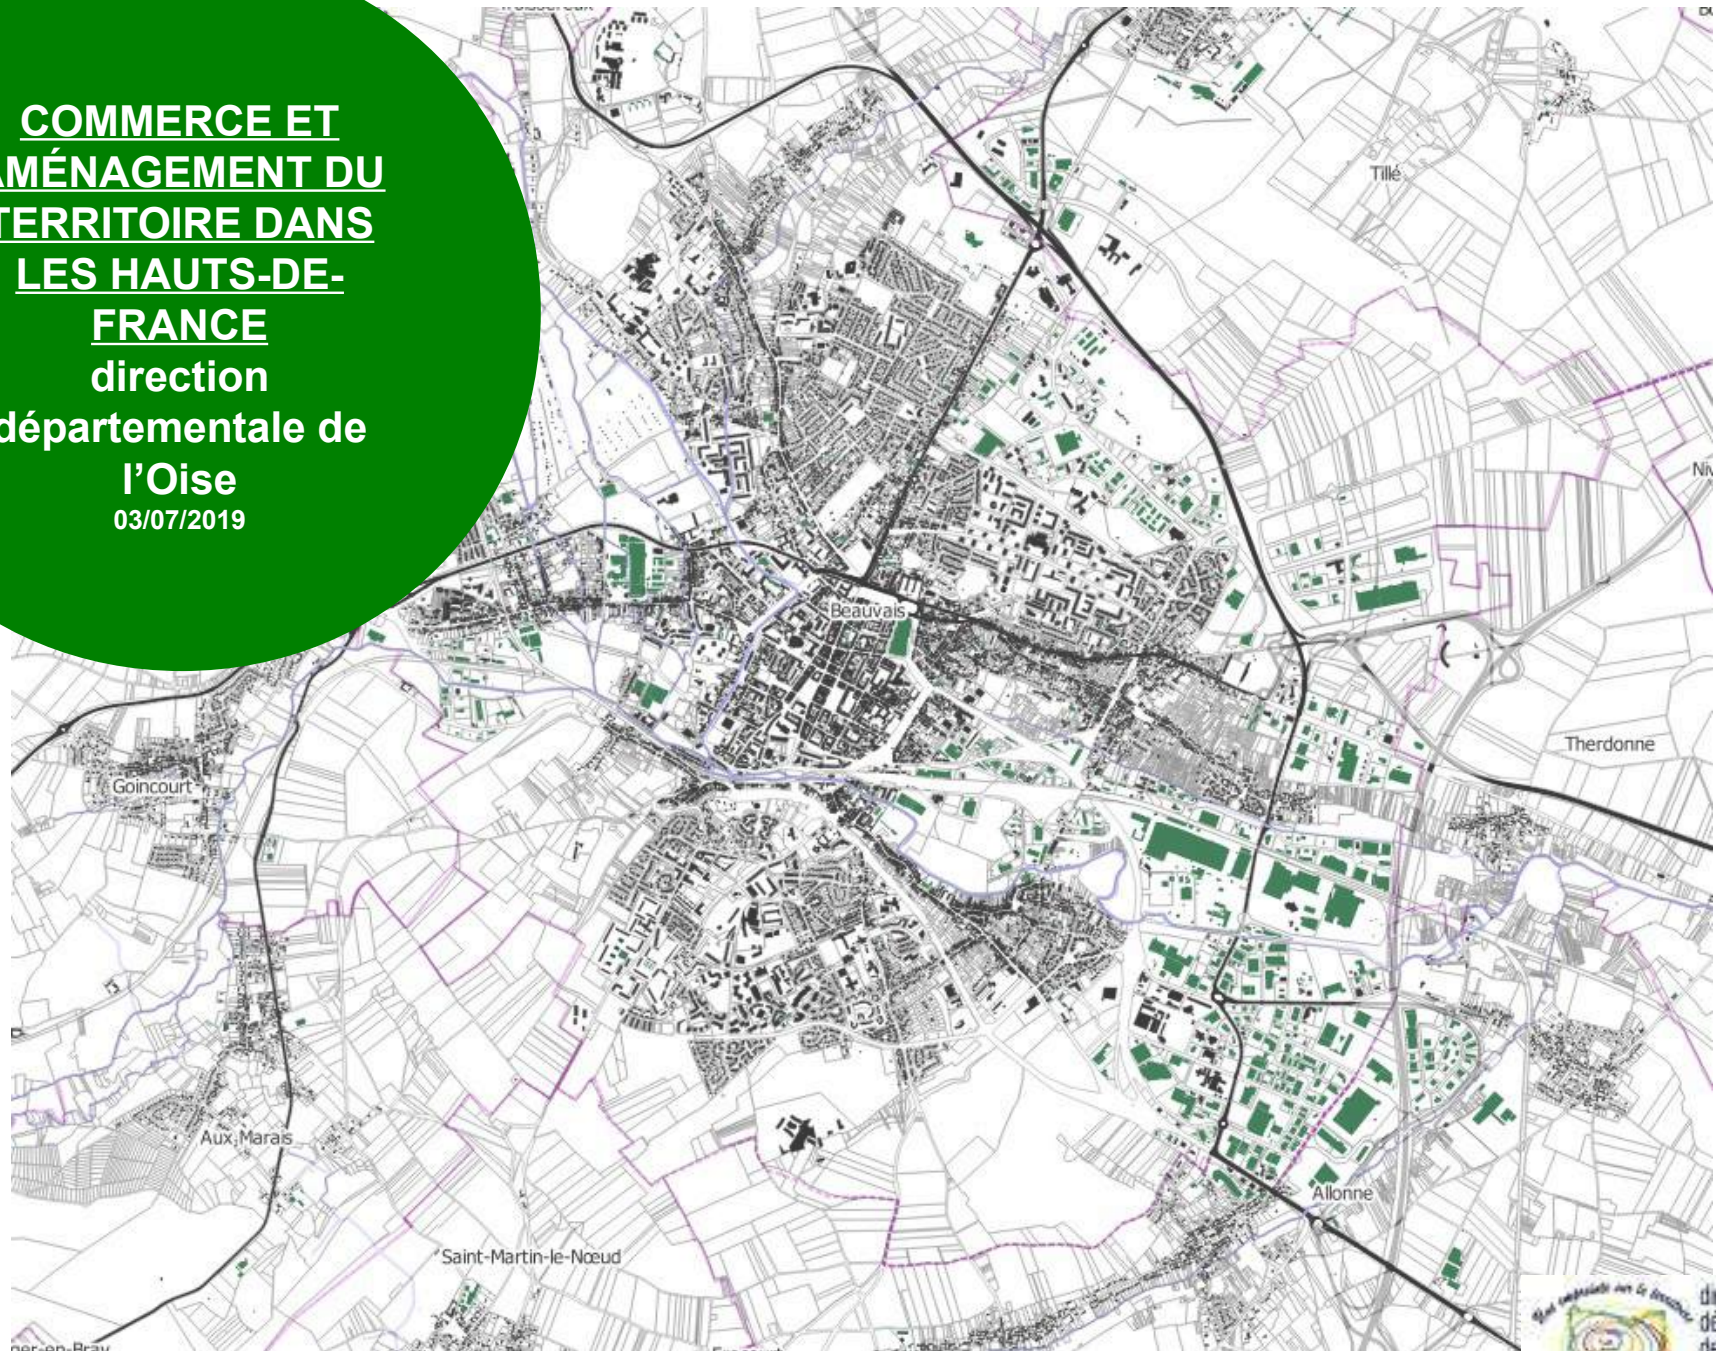 COMMERCE ET
AMÉNAGEMENT DU
TERRITOIRE DANS
LES HAUTS-DE-
FRANCE
direction
départementale de
l’Oise
03/07/2019
Tillé
Beauvais
Therdonne
Goincourt
Aux Marais
Allonne
Saint-Martin-le-Nœud